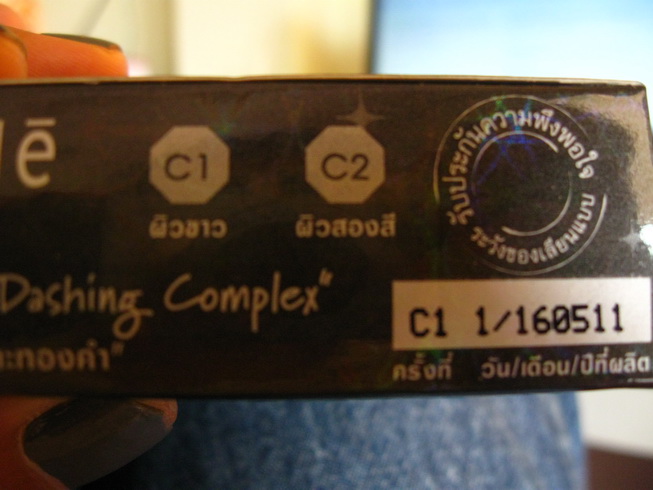 ē
C1 C2
ผิวขาว ผิวสองสี
รับประกันความพึงพอใจ
ระวังของเลียนแบบ
Dashing Complex"
ะทองคำ"
C1 1/160511
ครั้งที่ วัน/เดือน/ปีที่ผลิต